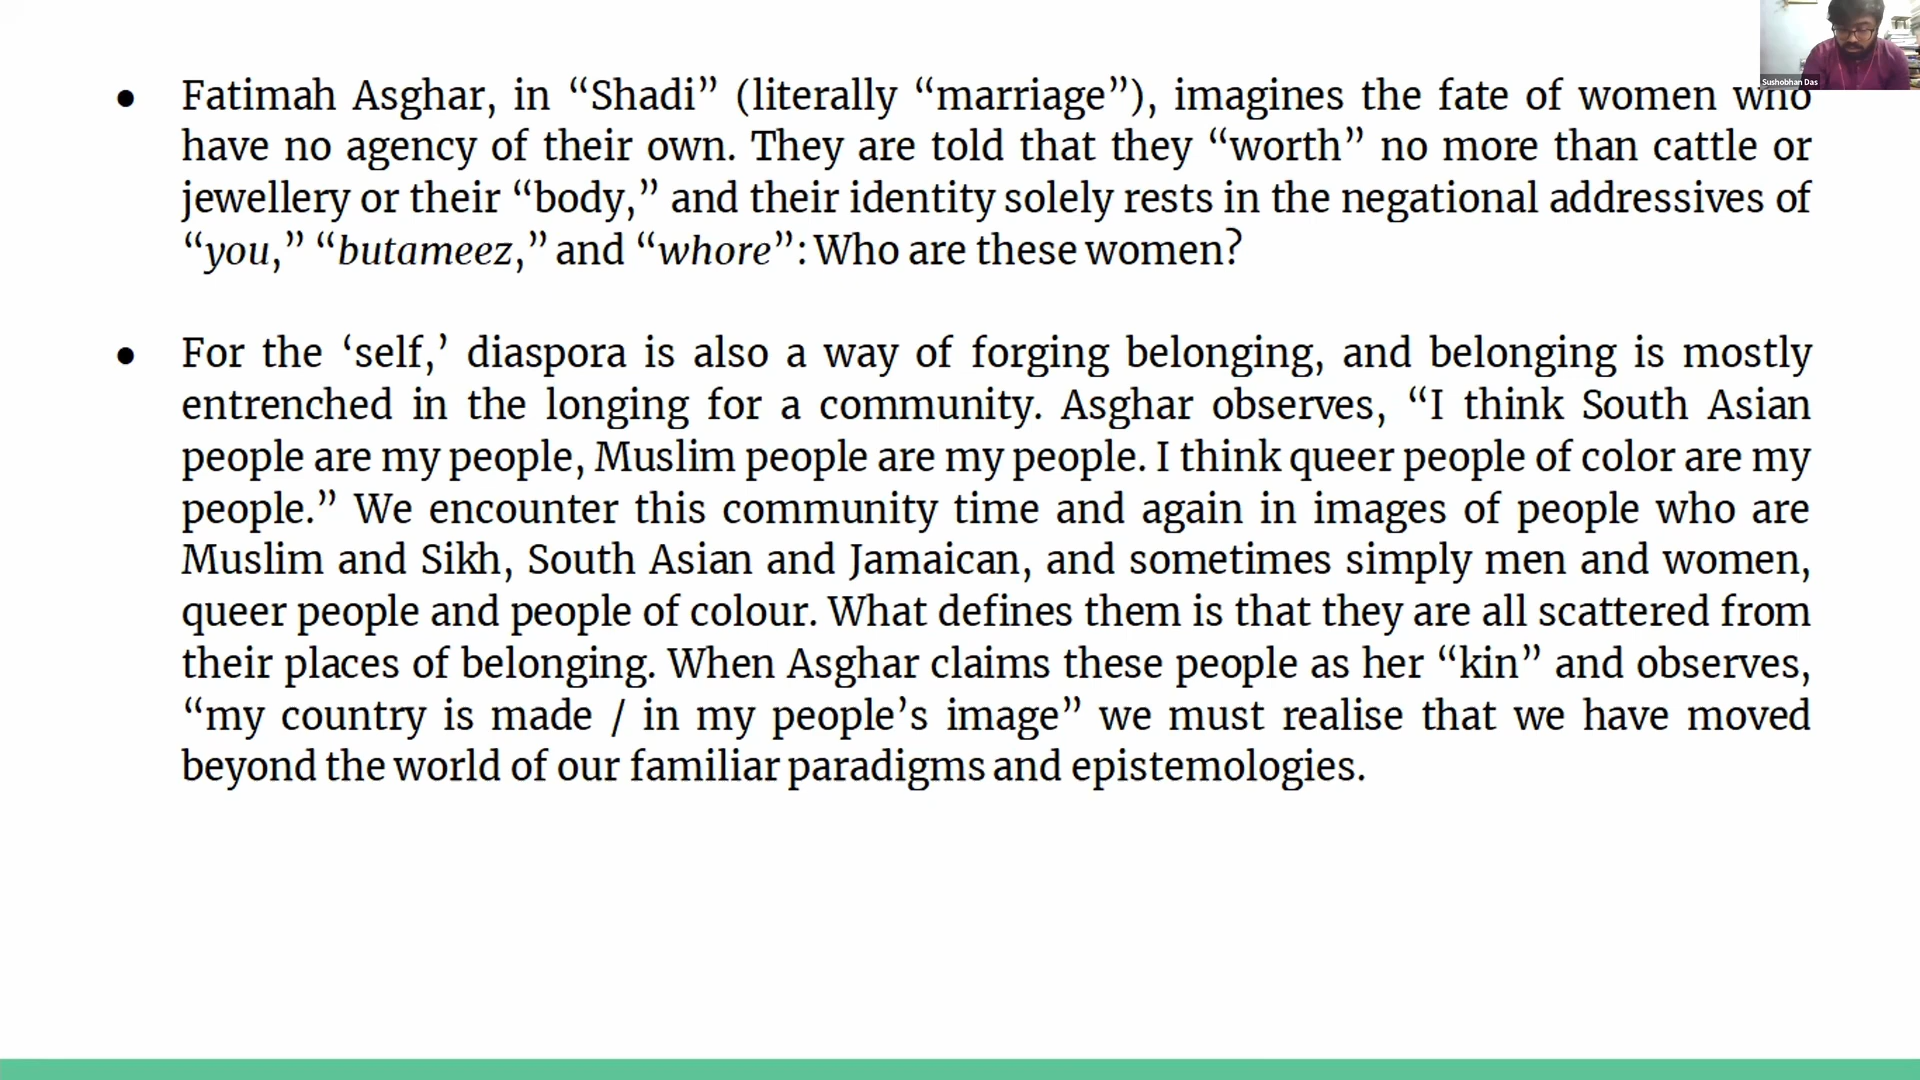 Sushobhan Das
● Fatimah Asghar, in “Shadi” (literally “marriage”), imagines the fate of women who
have no agency of their own. They are told that they “worth” no more than cattle or
jewellery or their “body,” and their identity solely rests in the negational addressives of
“you,” “butameez,” and “whore”: Who are these women?
● For the ‘self,’ diaspora is also a way of forging belonging, and belonging is mostly
entrenched in the longing for a community. Asghar observes, “I think South Asian
people are my people, Muslim people are my people. I think queer people of color are my
people.” We encounter this community time and again in images of people who are
Muslim and Sikh, South Asian and Jamaican, and sometimes simply men and women,
queer people and people of colour. What defines them is that they are all scattered from
their places of belonging. When Asghar claims these people as her “kin” and observes,
“my country is made / in my people’s image” we must realise that we have moved
beyond the world of our familiar paradigms and epistemologies.